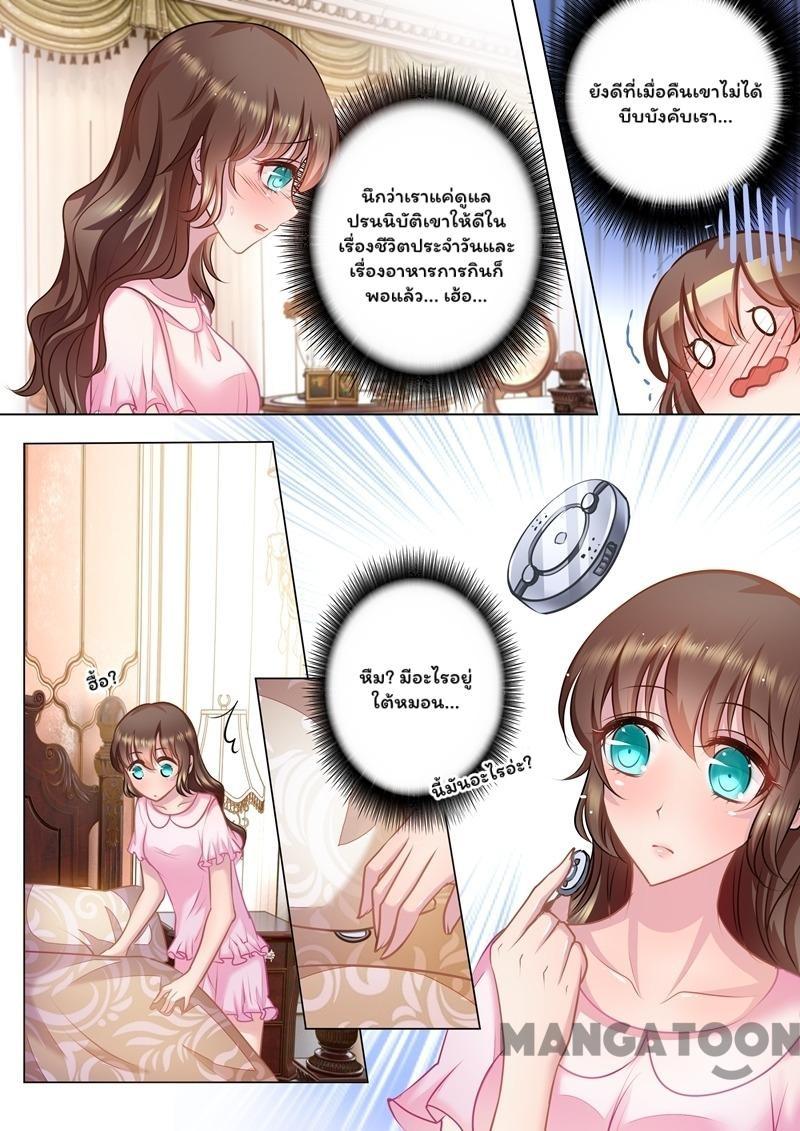 นึกว่าเราแค่ดูแล
ปรนนิบัติเขาให้ดีใน
เรื่องชีวิตประจำวันและ
เรื่องอาหารการกินก็
พอแล้ว... เฮ้อ...
ยังดีที่เมื่อคืนเขาไม่ได้
บีบบังคับเรา...
ฮื้อ?
หืม? มีอะไรอยู่
ใต้หมอน...
นี้มันอะไรอ่ะ?
MANGATOON